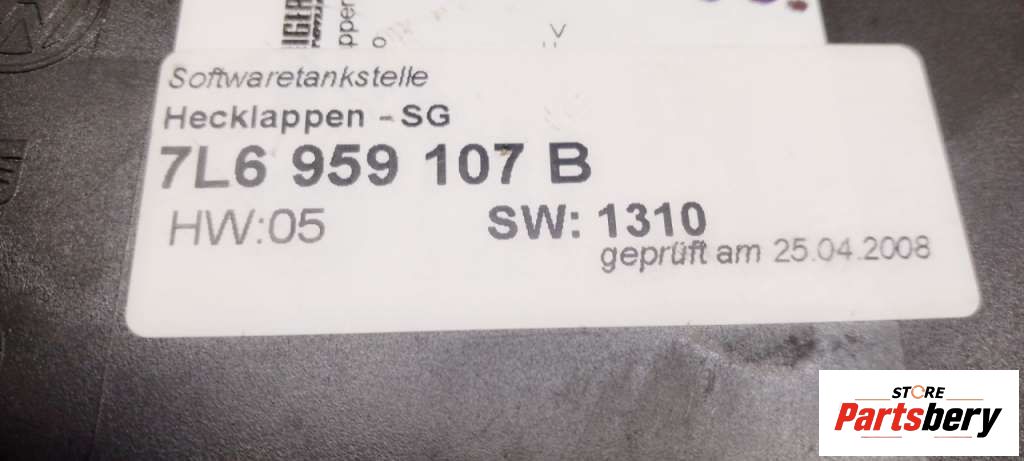 Softwaretankstelle
Hecklappen - SG
7L6 959 107 B
HW:05 SW: 1310
geprüft am 25.04.2008
STORE
Partsbery